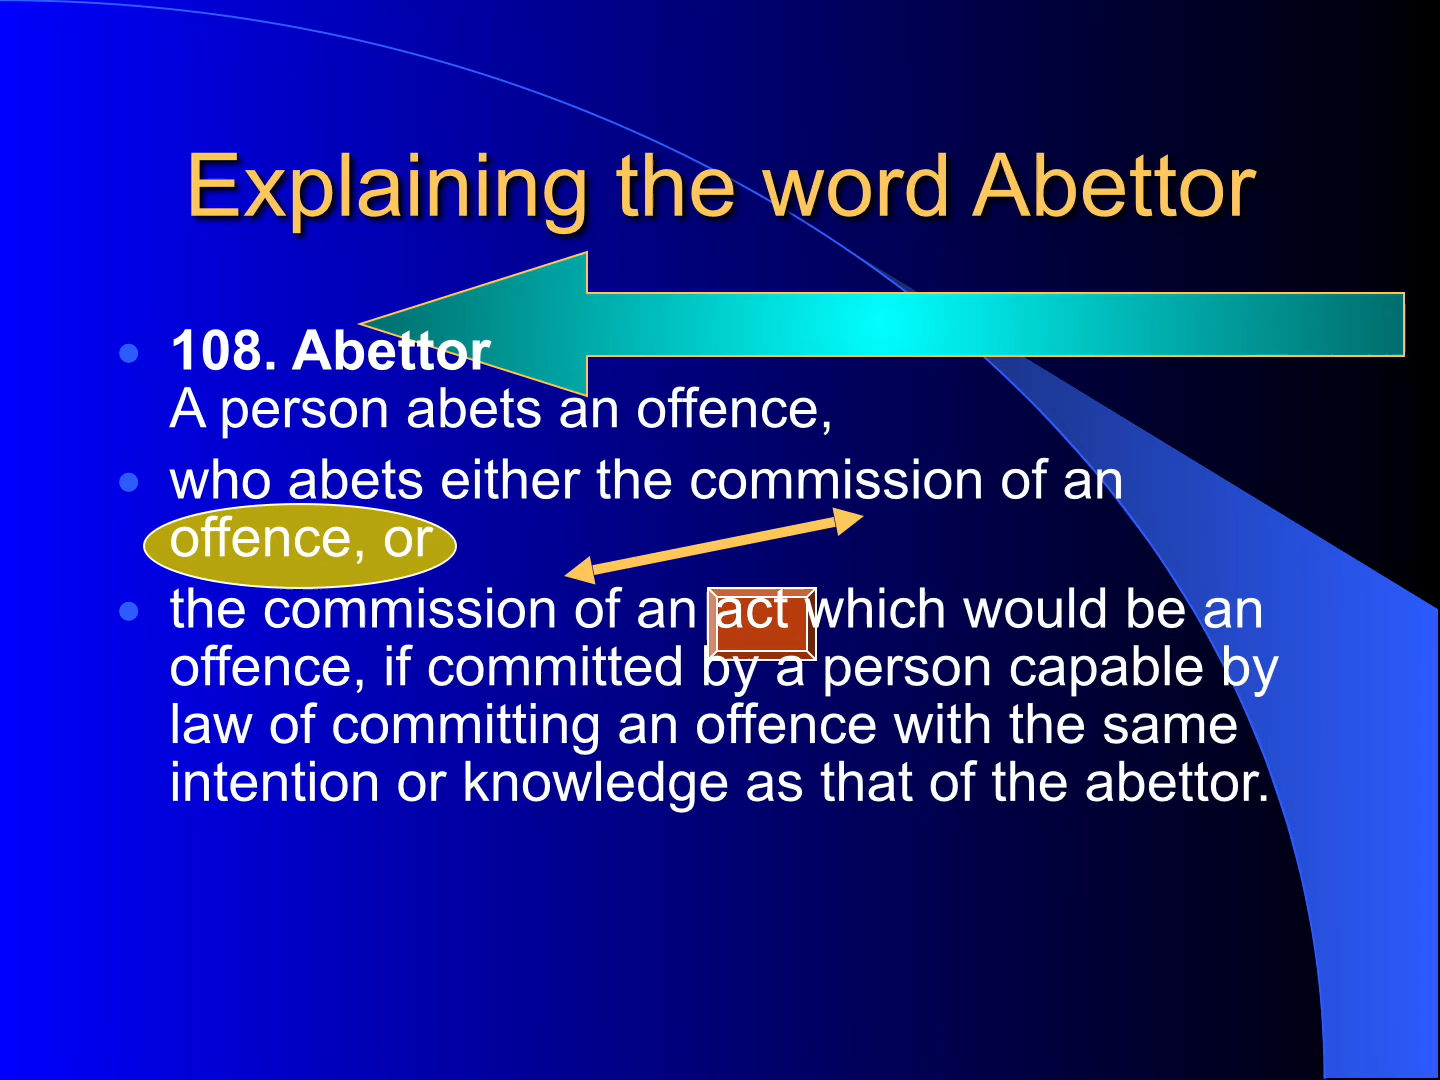 Explaining the word Abettor
108. Abettor
A person abets an offence,
who abets either the commission of an
offence, or
the commission of an act which would be an
offence, if committed by a person capable by
law of committing an offence with the same
intention or knowledge as that of the abettor.